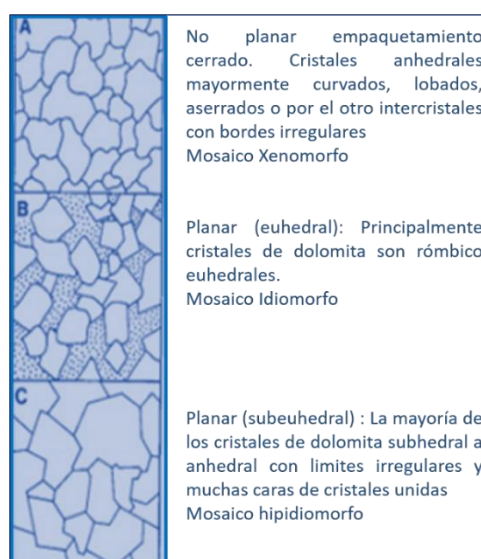 A
No planar empaquetamiento
cerrado. Cristales anhedrales
mayormente curvados, lobados,
aserrados o por el otro intercristales
con bordes irregulares
Mosaico Xenomorfo
B
Planar (euhedral): Principalmente
cristales de dolomita son rómbico
euhedrales.
Mosaico Idiomorfo
C
Planar (subeuhedral) : La mayoría de
los cristales de dolomita subhedral a
anhedral con limites irregulares y
muchas caras de cristales unidas
Mosaico hipidiomorfo